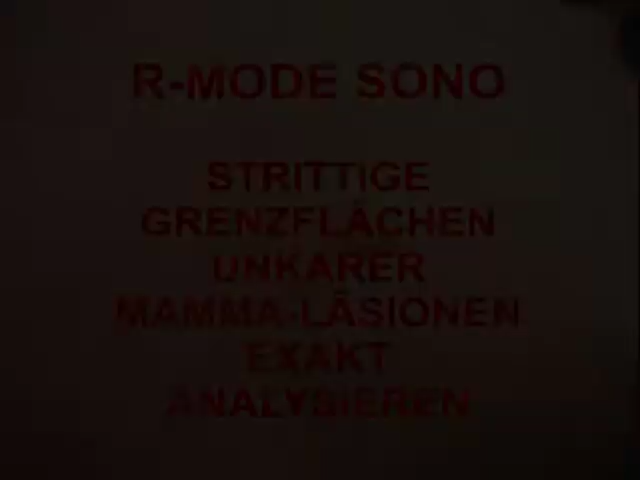 R-MODE SONO
STRITTIGE
GRENZFLÄCHEN
UNKARER
MAMMA-LÄSIONEN
EXAKT
ANALYSIEREN